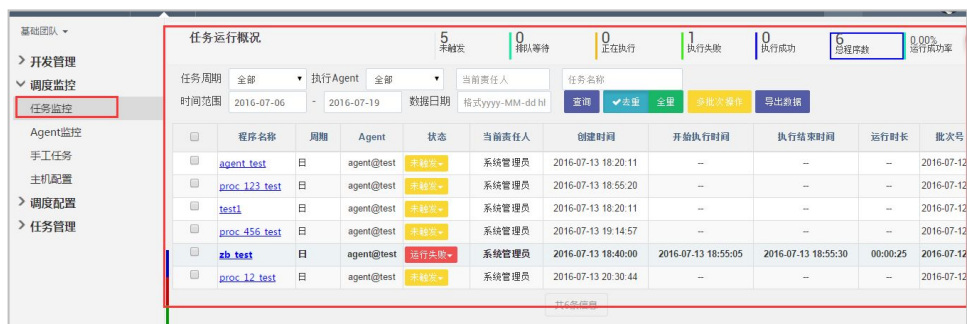 基础团队
开发管理
调度监控
任务监控
Agent监控
手工任务
主机配置
调度配置
任务管理
任务运行概况
5 未触发
0 排队等待
0 正在执行
1 执行失败
0 执行成功
6 总程序数
0.00% 运行成功率
任务周期 全部 执行Agent 全部 当前责任人 任务名称
时间范围 2016-07-06 - 2016-07-19 数据日期 格式yyyy-MM-dd hl 查询 去重 全量 多批次操作 导出数据
程序名称 周期 Agent 状态 当前责任人 创建时间 开始执行时间 执行结束时间 运行时长 批次号
agent_test 日 agent@test 未触发 系统管理员 2016-07-13 18:20:11 -- -- -- 2016-07-12
proc_123_test 日 agent@test 未触发 系统管理员 2016-07-13 18:55:20 -- -- -- 2016-07-12
test1 日 agent@test 未触发 系统管理员 2016-07-13 18:20:11 -- -- -- 2016-07-12
proc_456_test 日 agent@test 未触发 系统管理员 2016-07-13 19:14:57 -- -- -- 2016-07-12
zb_test 日 agent@test 运行失败 系统管理员 2016-07-13 18:40:00 2016-07-13 18:55:05 2016-07-13 18:55:30 00:00:25 2016-07-12
proc_12_test 日 agent@test 未触发 系统管理员 2016-07-13 20:30:44 -- -- -- 2016-07-12
共6条信息